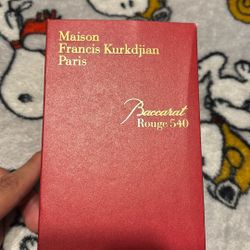 Maison
Francis Kurkdjian
Paris
Baccarat
Rouge 540